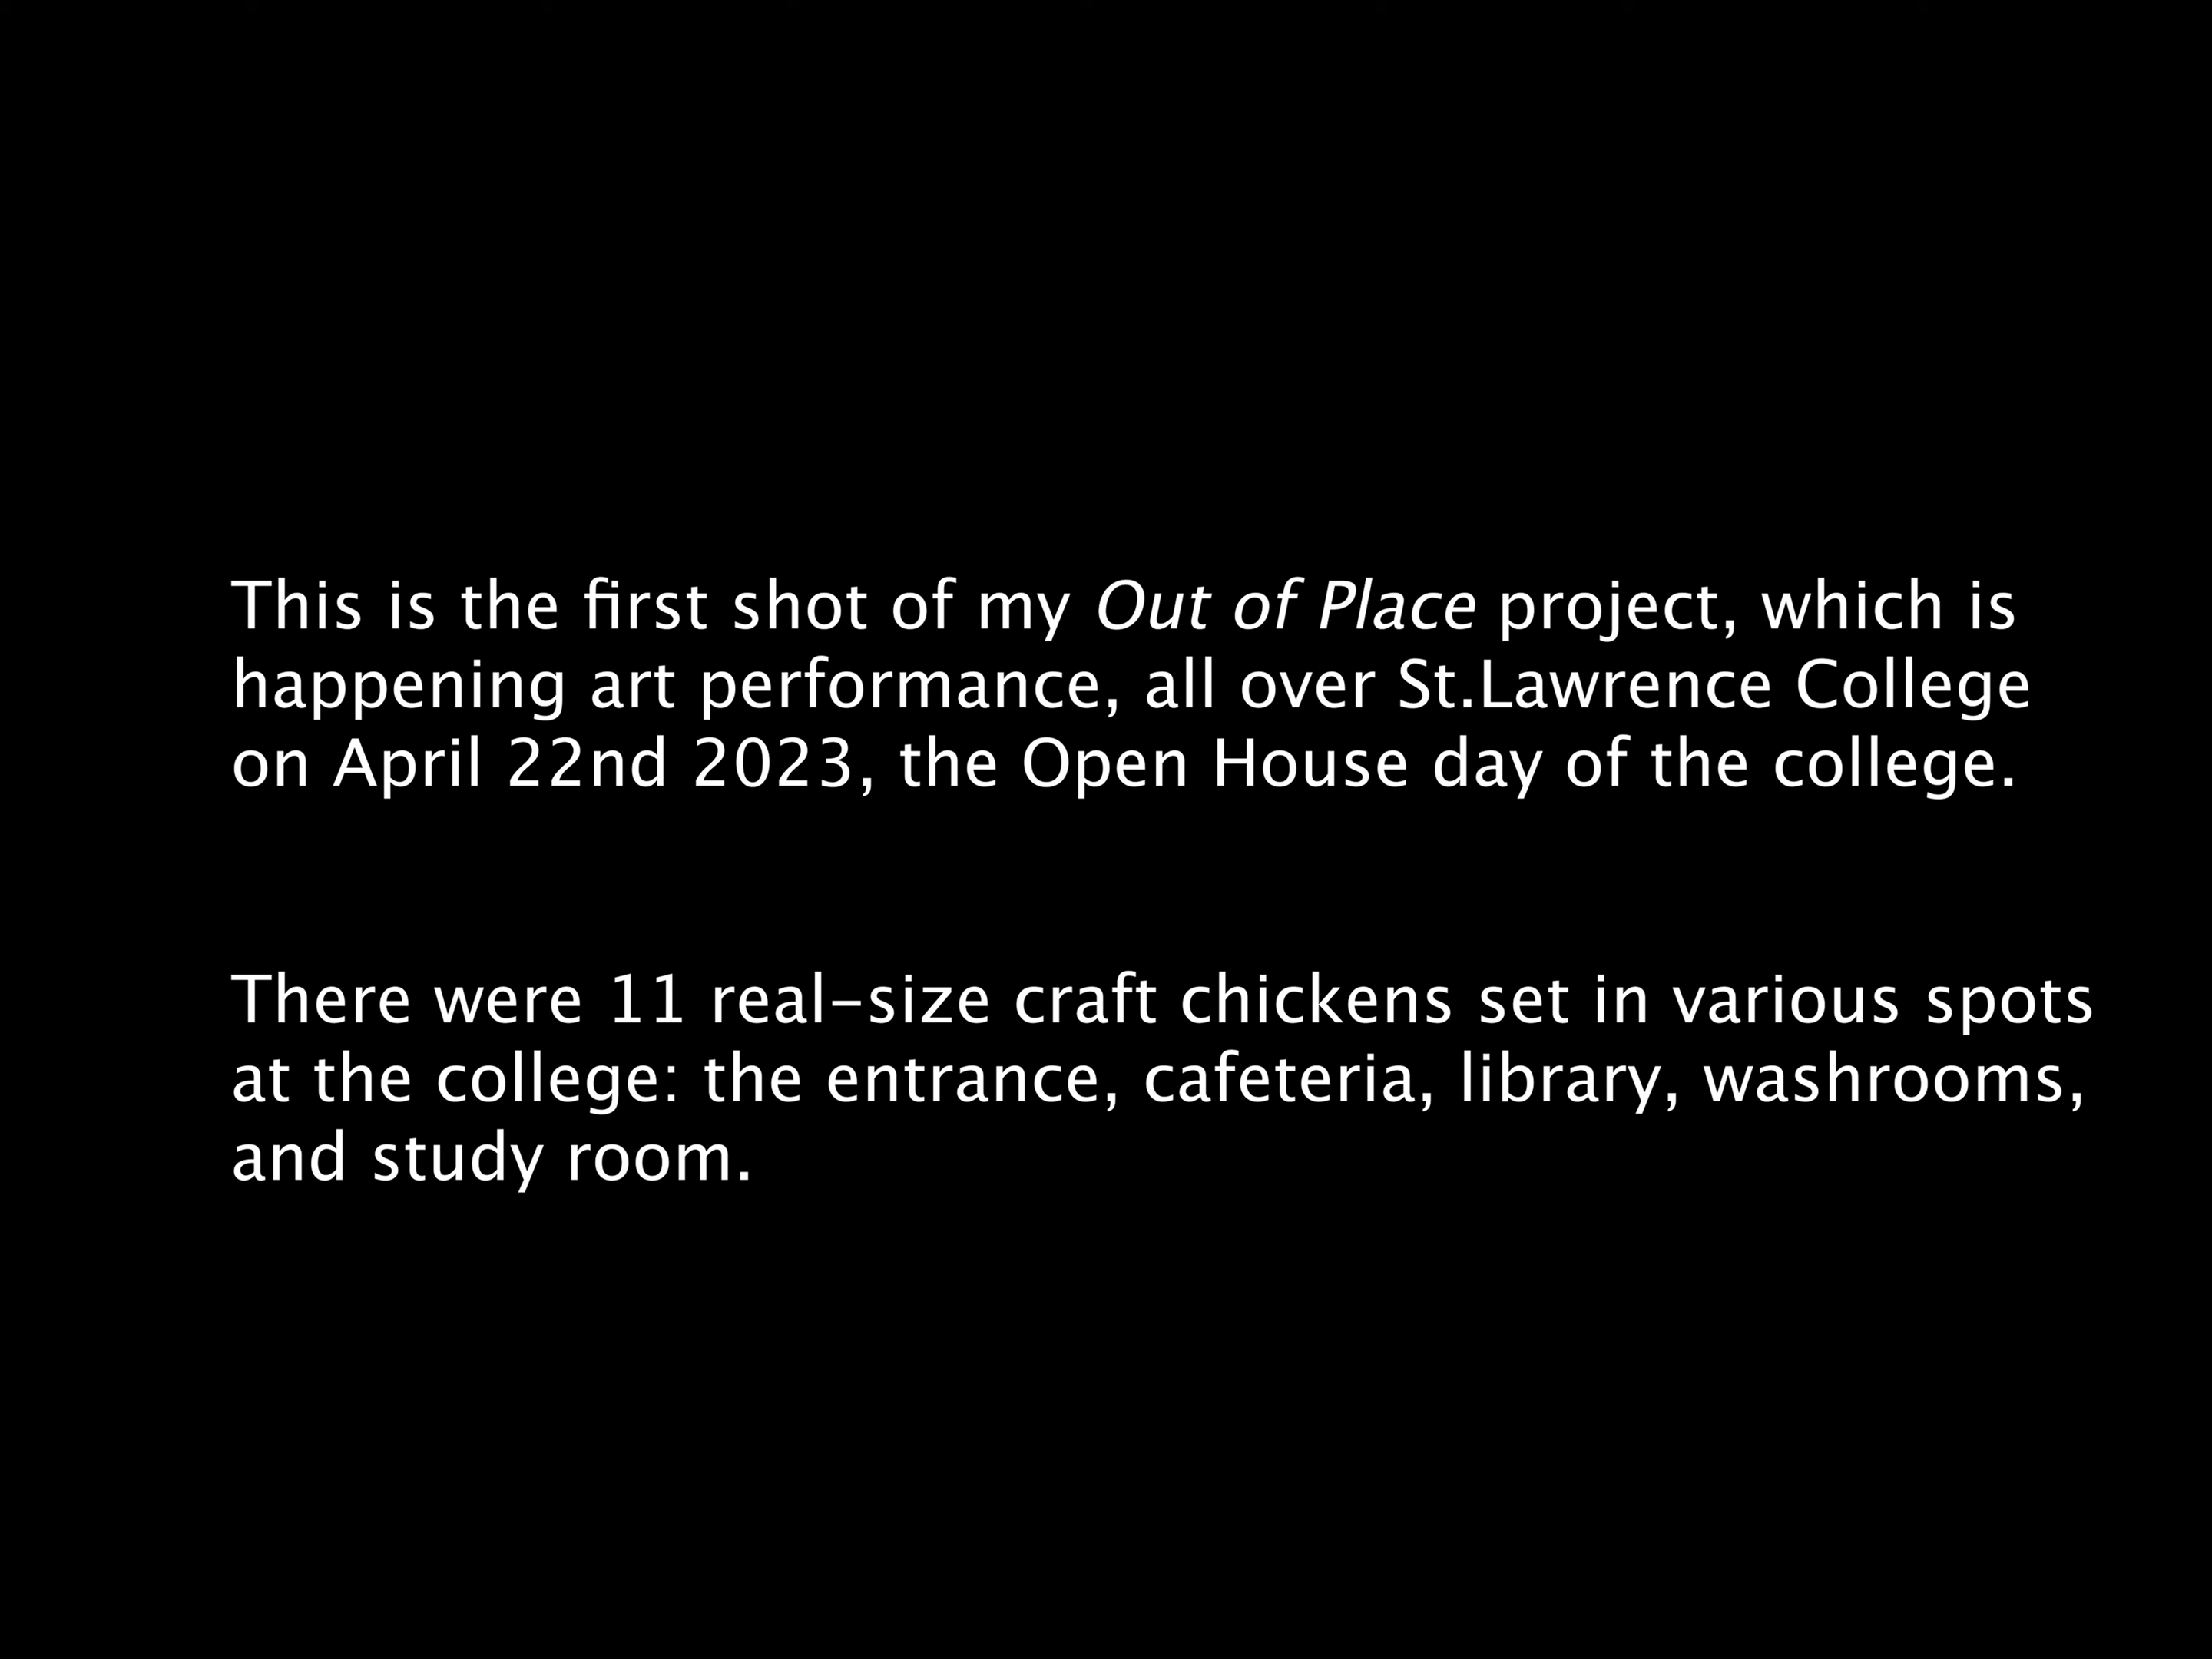 This is the first shot of my Out of Place project, which is
happening art performance, all over St.Lawrence College
on April 22nd 2023, the Open House day of the college.
There were 11 real-size craft chickens set in various spots
at the college: the entrance, cafeteria, library, washrooms,
and study room.